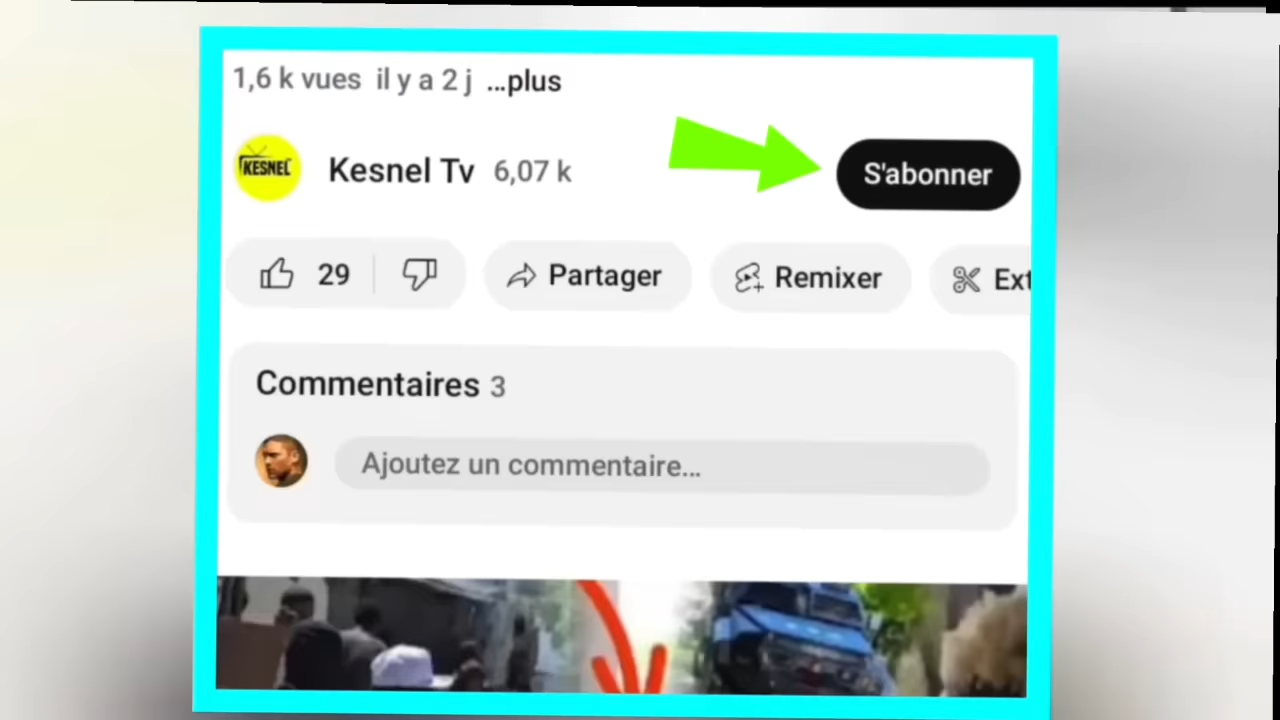 1,6 k vues il y a 2 j ...plus
KESNEL
Kesnel Tv 6,07 k
S'abonner
29
Partager
Remixer
Ext
Commentaires 3
Ajoutez un commentaire...